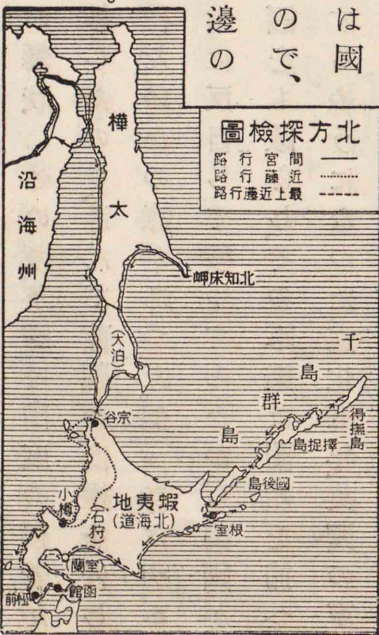 は國
ので、
邊の
北方探檢圖
間宮行路
近藤行路
最上近藤行路
樺太
沿海州
北知床岬
(大泊)
千島群島
得撫島
擇捉島
國後島
宗谷
蝦夷地
(北海道)
(石狩)
小樽
根室
(室蘭)
函館
松前